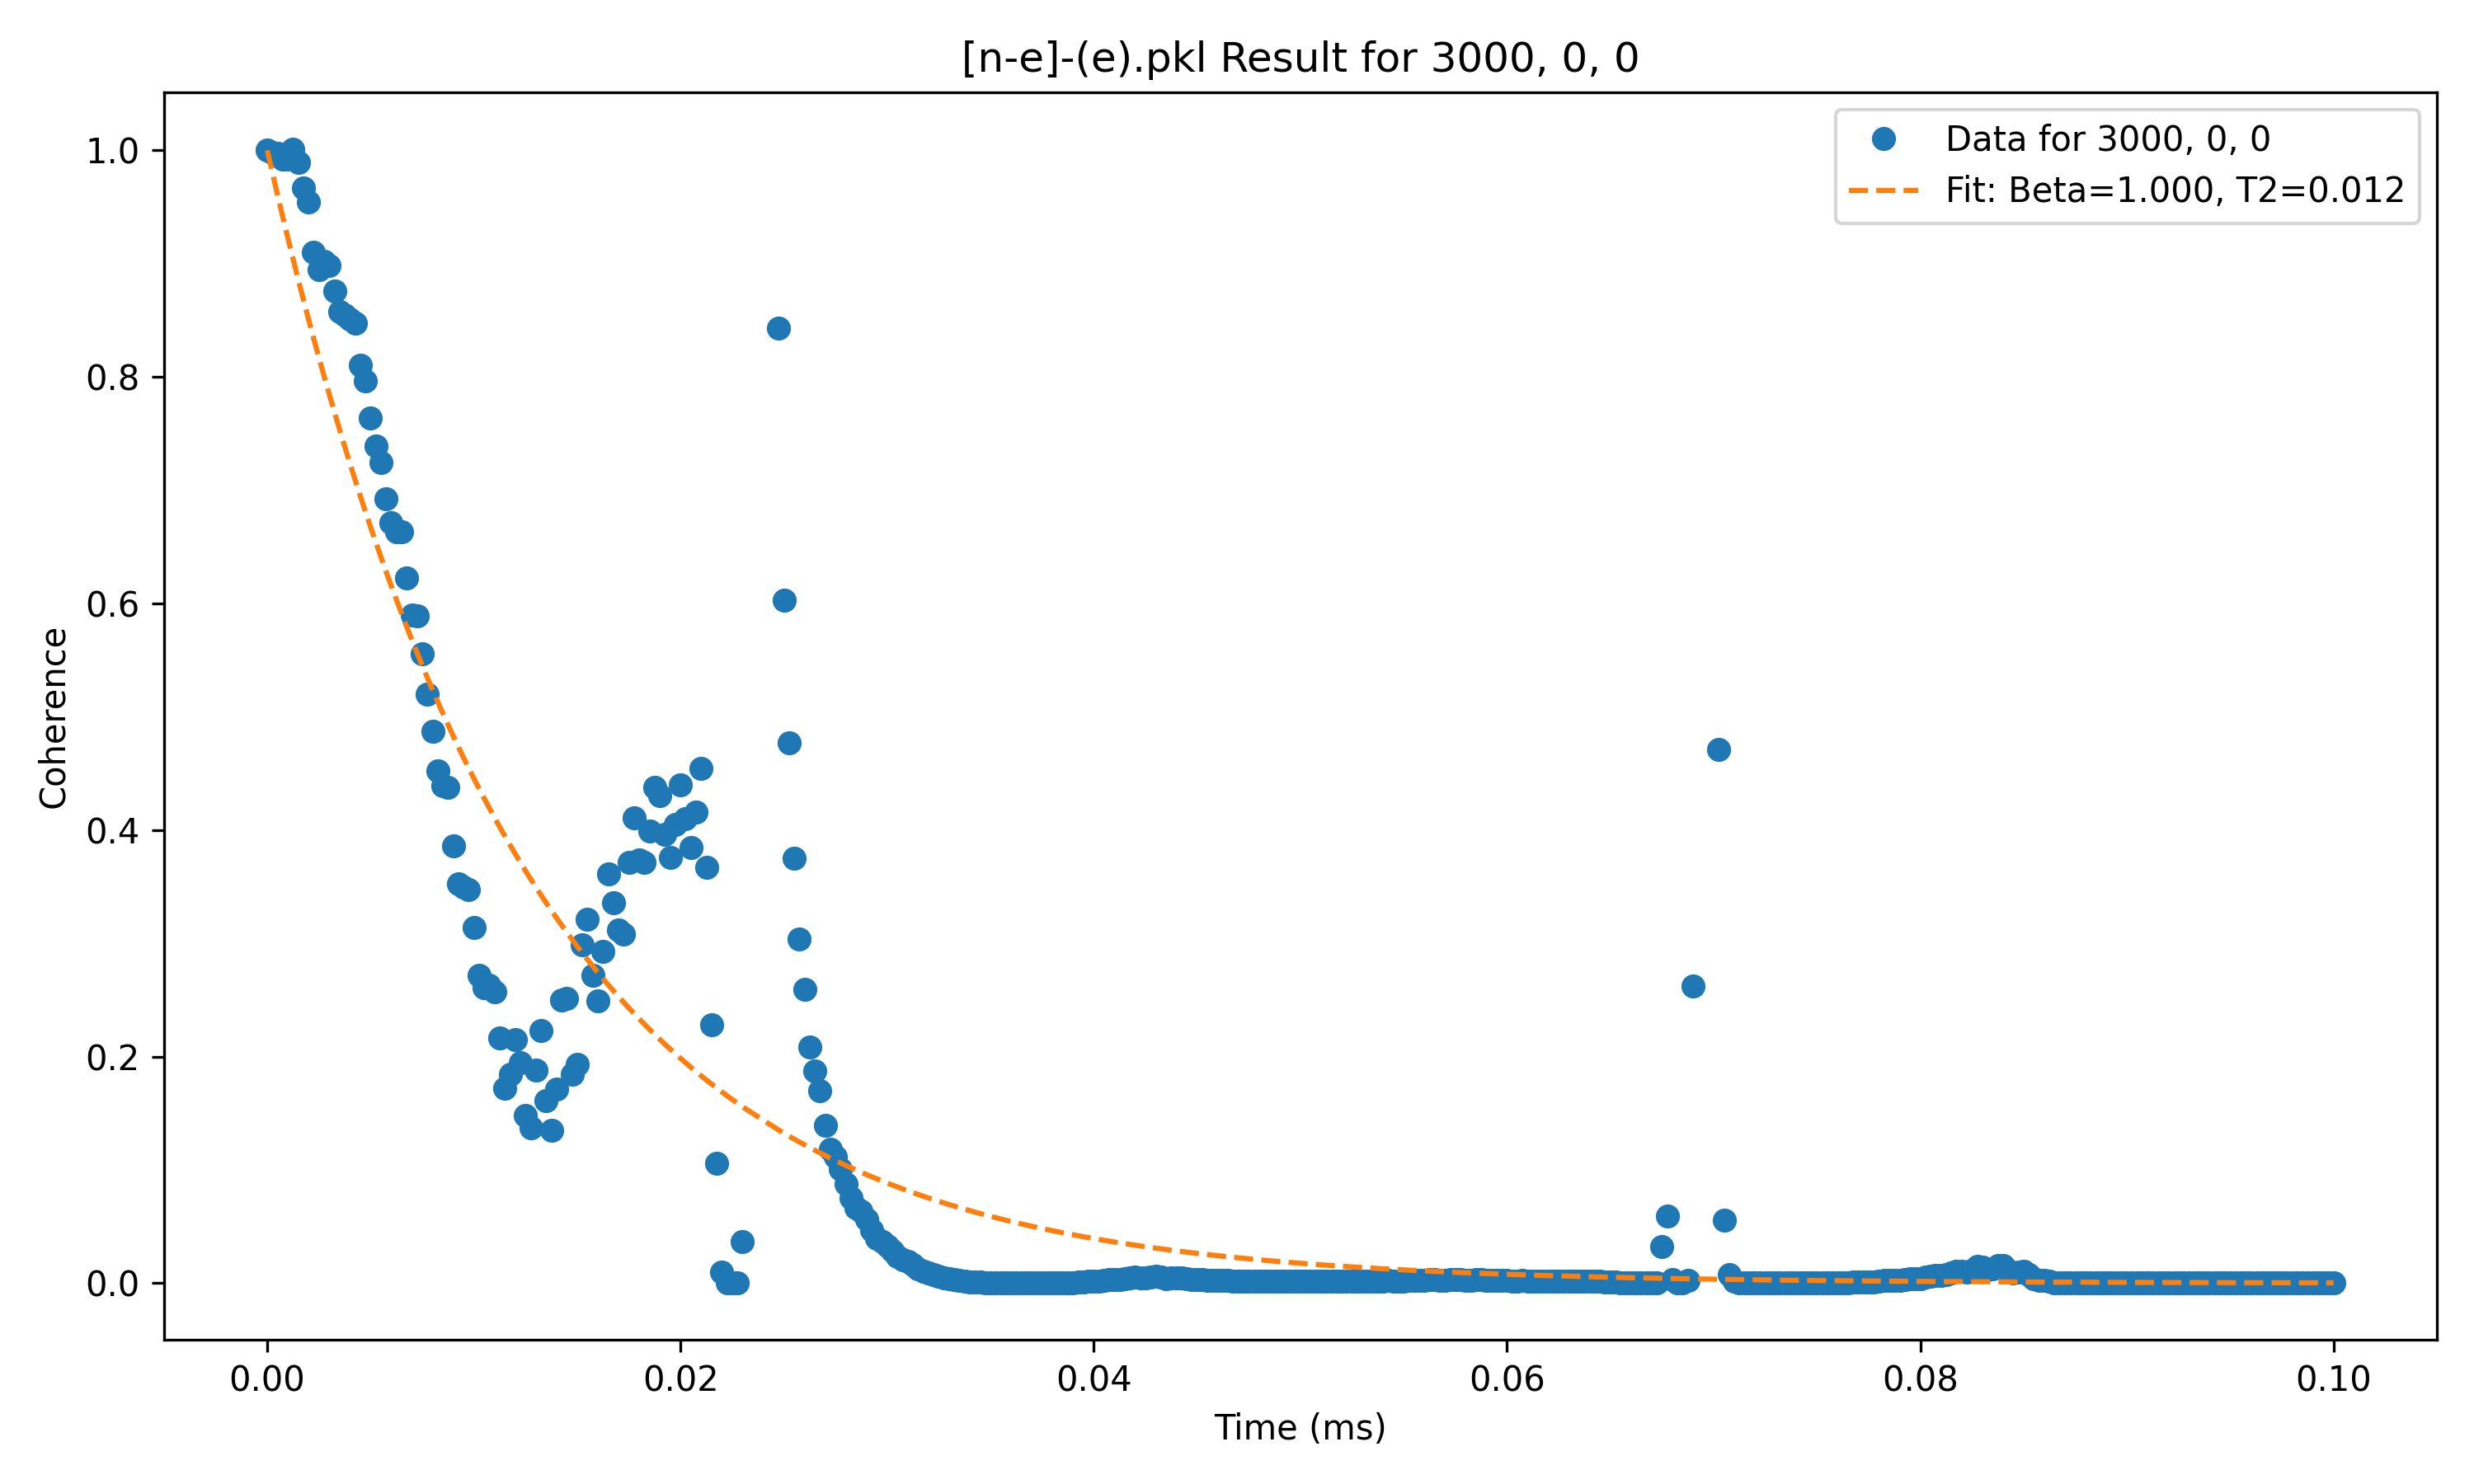 [n-e]-(e).pkl Result for 3000, 0, 0
Data for 3000, 0, 0
Fit: Beta=1.000, T2=0.012
Coherence
1.0
0.8
0.6
0.4
0.2
0.0
0.00 0.02 0.04 0.06 0.08 0.10
Time (ms)